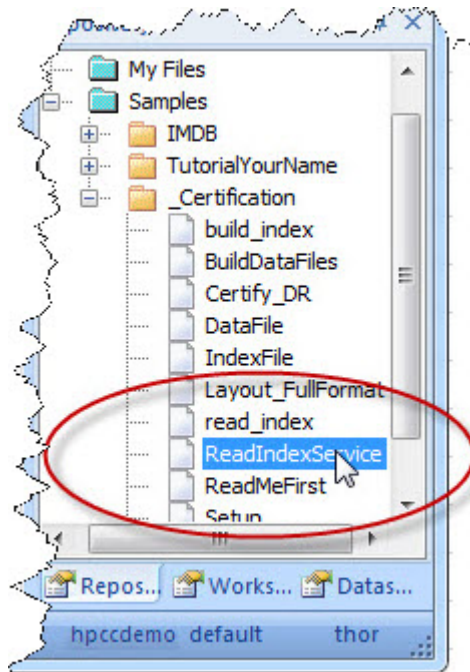 My Files
Samples
IMDB
TutorialYourName
_Certification
build_index
BuildDataFiles
Certify_DR
DataFile
IndexFile
Layout_FullFormat
read_index
ReadIndexService
ReadMeFirst
Setup
Repos... Works... Datas...
hpccdemo default thor